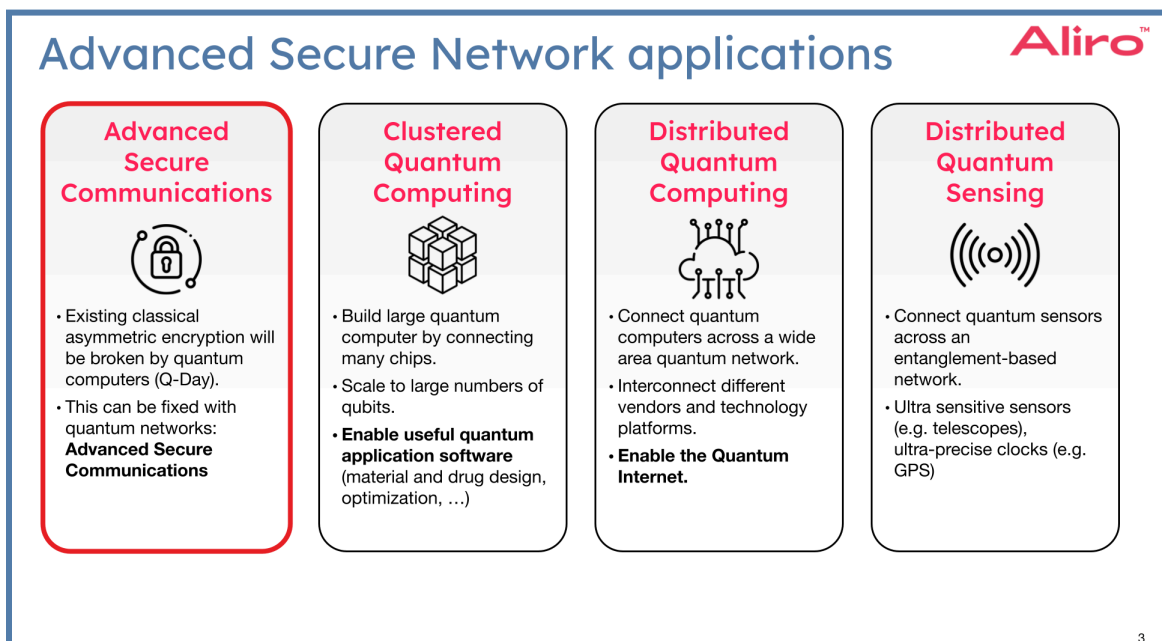 Advanced Secure Network applications
Aliro™
Advanced
Secure
Communications
• Existing classical
asymmetric encryption will
be broken by quantum
computers (Q-Day).
• This can be fixed with
quantum networks:
Advanced Secure
Communications
Clustered
Quantum
Computing
• Build large quantum
computer by connecting
many chips.
• Scale to large numbers of
qubits.
• Enable useful quantum
application software
(material and drug design,
optimization, …)
Distributed
Quantum
Computing
• Connect quantum
computers across a wide
area quantum network.
• Interconnect different
vendors and technology
platforms.
• Enable the Quantum
Internet.
Distributed
Quantum
Sensing
• Connect quantum sensors
across an
entanglement-based
network.
• Ultra sensitive sensors
(e.g. telescopes),
ultra-precise clocks (e.g.
GPS)
3